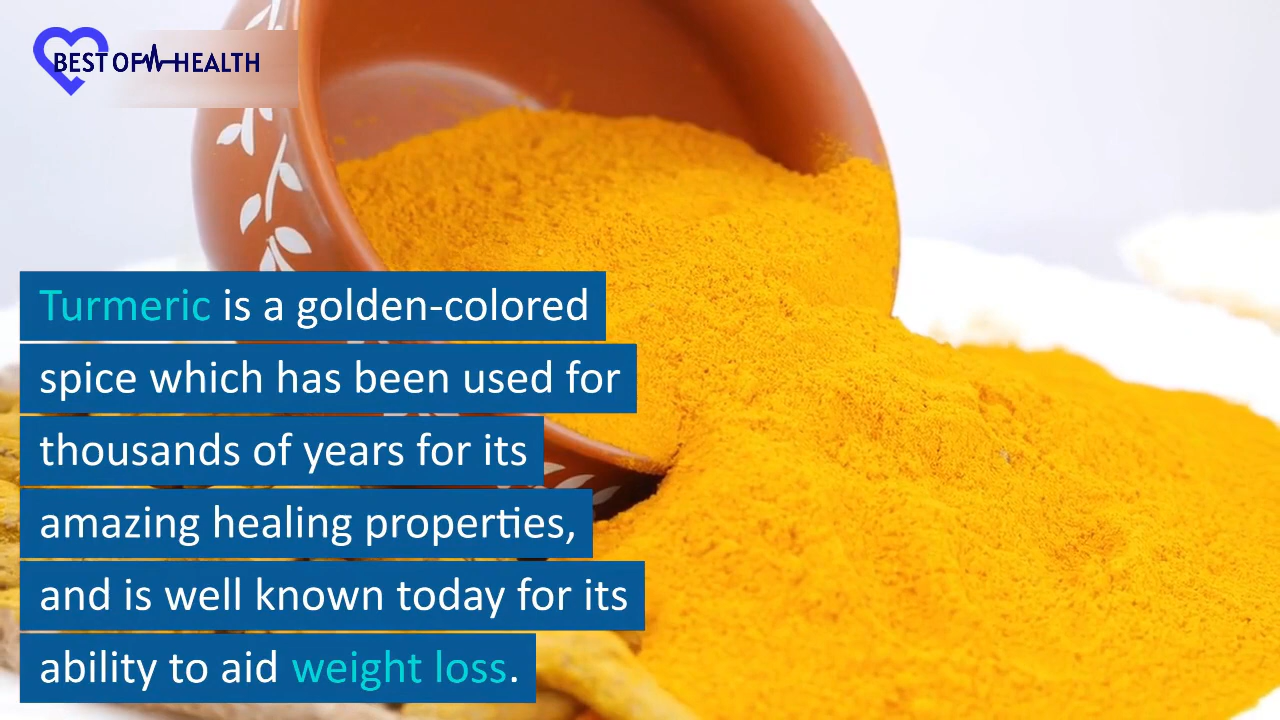 BEST OF HEALTH
Turmeric is a golden-colored
spice which has been used for
thousands of years for its
amazing healing properties,
and is well known today for its
ability to aid weight loss.